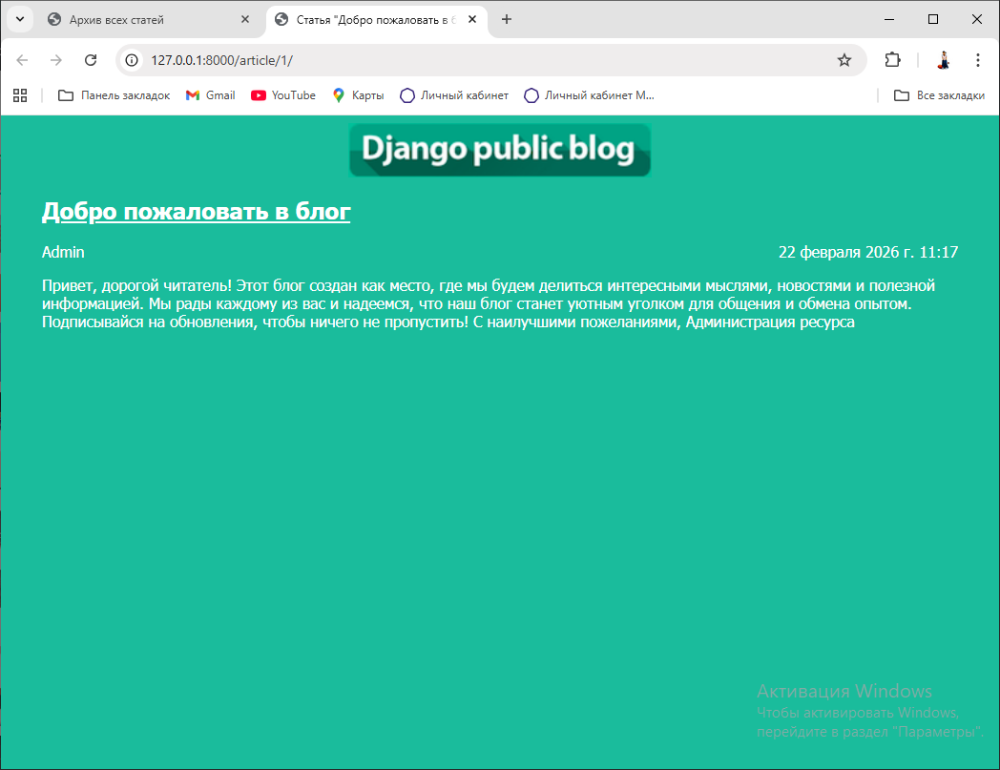 Архив всех статей
Статья "Добро пожаловать в б
127.0.0.1:8000/article/1/
Панель закладок
Gmail
YouTube
Карты
Личный кабинет
Личный кабинет М...
Все закладки
Django public blog
Добро пожаловать в блог
Admin
22 февраля 2026 г. 11:17
Привет, дорогой читатель! Этот блог создан как место, где мы будем делиться интересными мыслями, новостями и полезной
информацией. Мы рады каждому из вас и надеемся, что наш блог станет уютным уголком для общения и обмена опытом.
Подписывайся на обновления, чтобы ничего не пропустить! С наилучшими пожеланиями, Администрация ресурса
Активация Windows
Чтобы активировать Windows,
перейдите в раздел "Параметры".